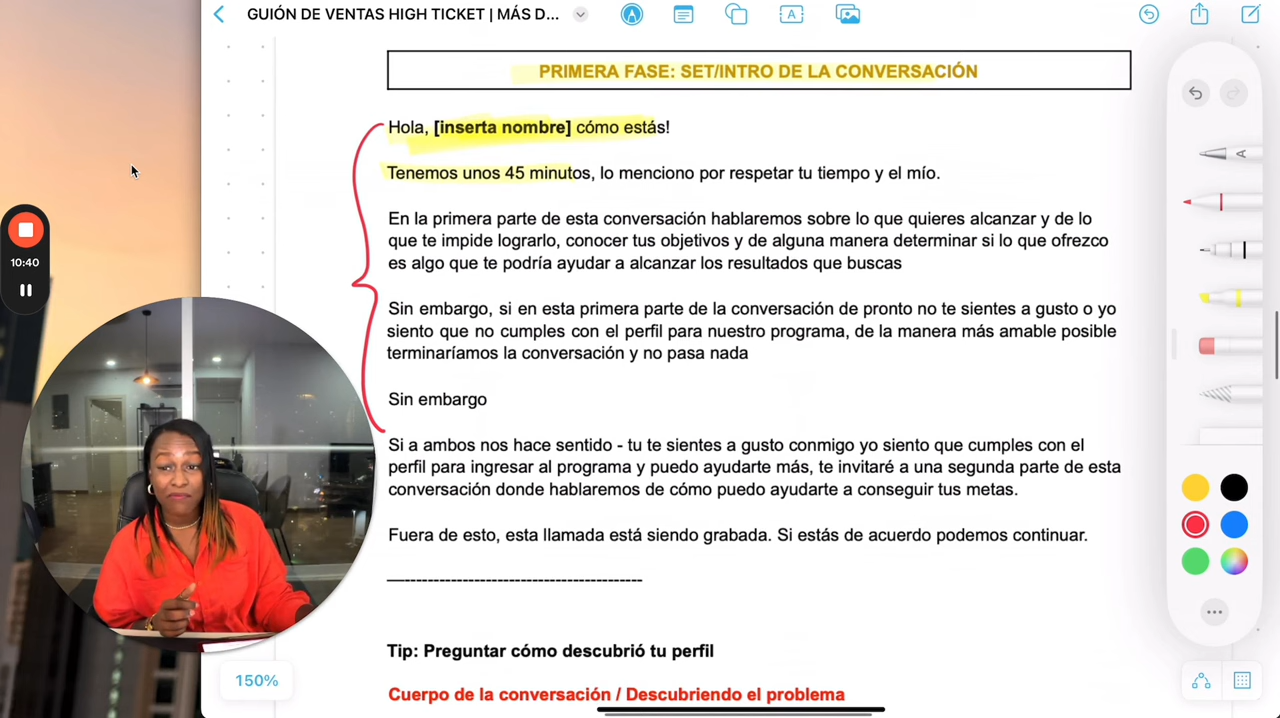 GUIÓN DE VENTAS HIGH TICKET | MÁS D...
PRIMERA FASE: SET/INTRO DE LA CONVERSACIÓN
Hola, [inserta nombre] cómo estás!
Tenemos unos 45 minutos, lo menciono por respetar tu tiempo y el mío.
En la primera parte de esta conversación hablaremos sobre lo que quieres alcanzar y de lo
que te impide lograrlo, conocer tus objetivos y de alguna manera determinar si lo que ofrezco
es algo que te podría ayudar a alcanzar los resultados que buscas
Sin embargo, si en esta primera parte de la conversación de pronto no te sientes a gusto o yo
siento que no cumples con el perfil para nuestro programa, de la manera más amable posible
terminaríamos la conversación y no pasa nada
Sin embargo
Si a ambos nos hace sentido - tu te sientes a gusto conmigo yo siento que cumples con el
perfil para ingresar al programa y puedo ayudarte más, te invitaré a una segunda parte de esta
conversación donde hablaremos de cómo puedo ayudarte a conseguir tus metas.
Fuera de esto, esta llamada está siendo grabada. Si estás de acuerdo podemos continuar.
Tip: Preguntar cómo descubrió tu perfil
Cuerpo de la conversación / Descubriendo el problema
10:40
150%
A
A